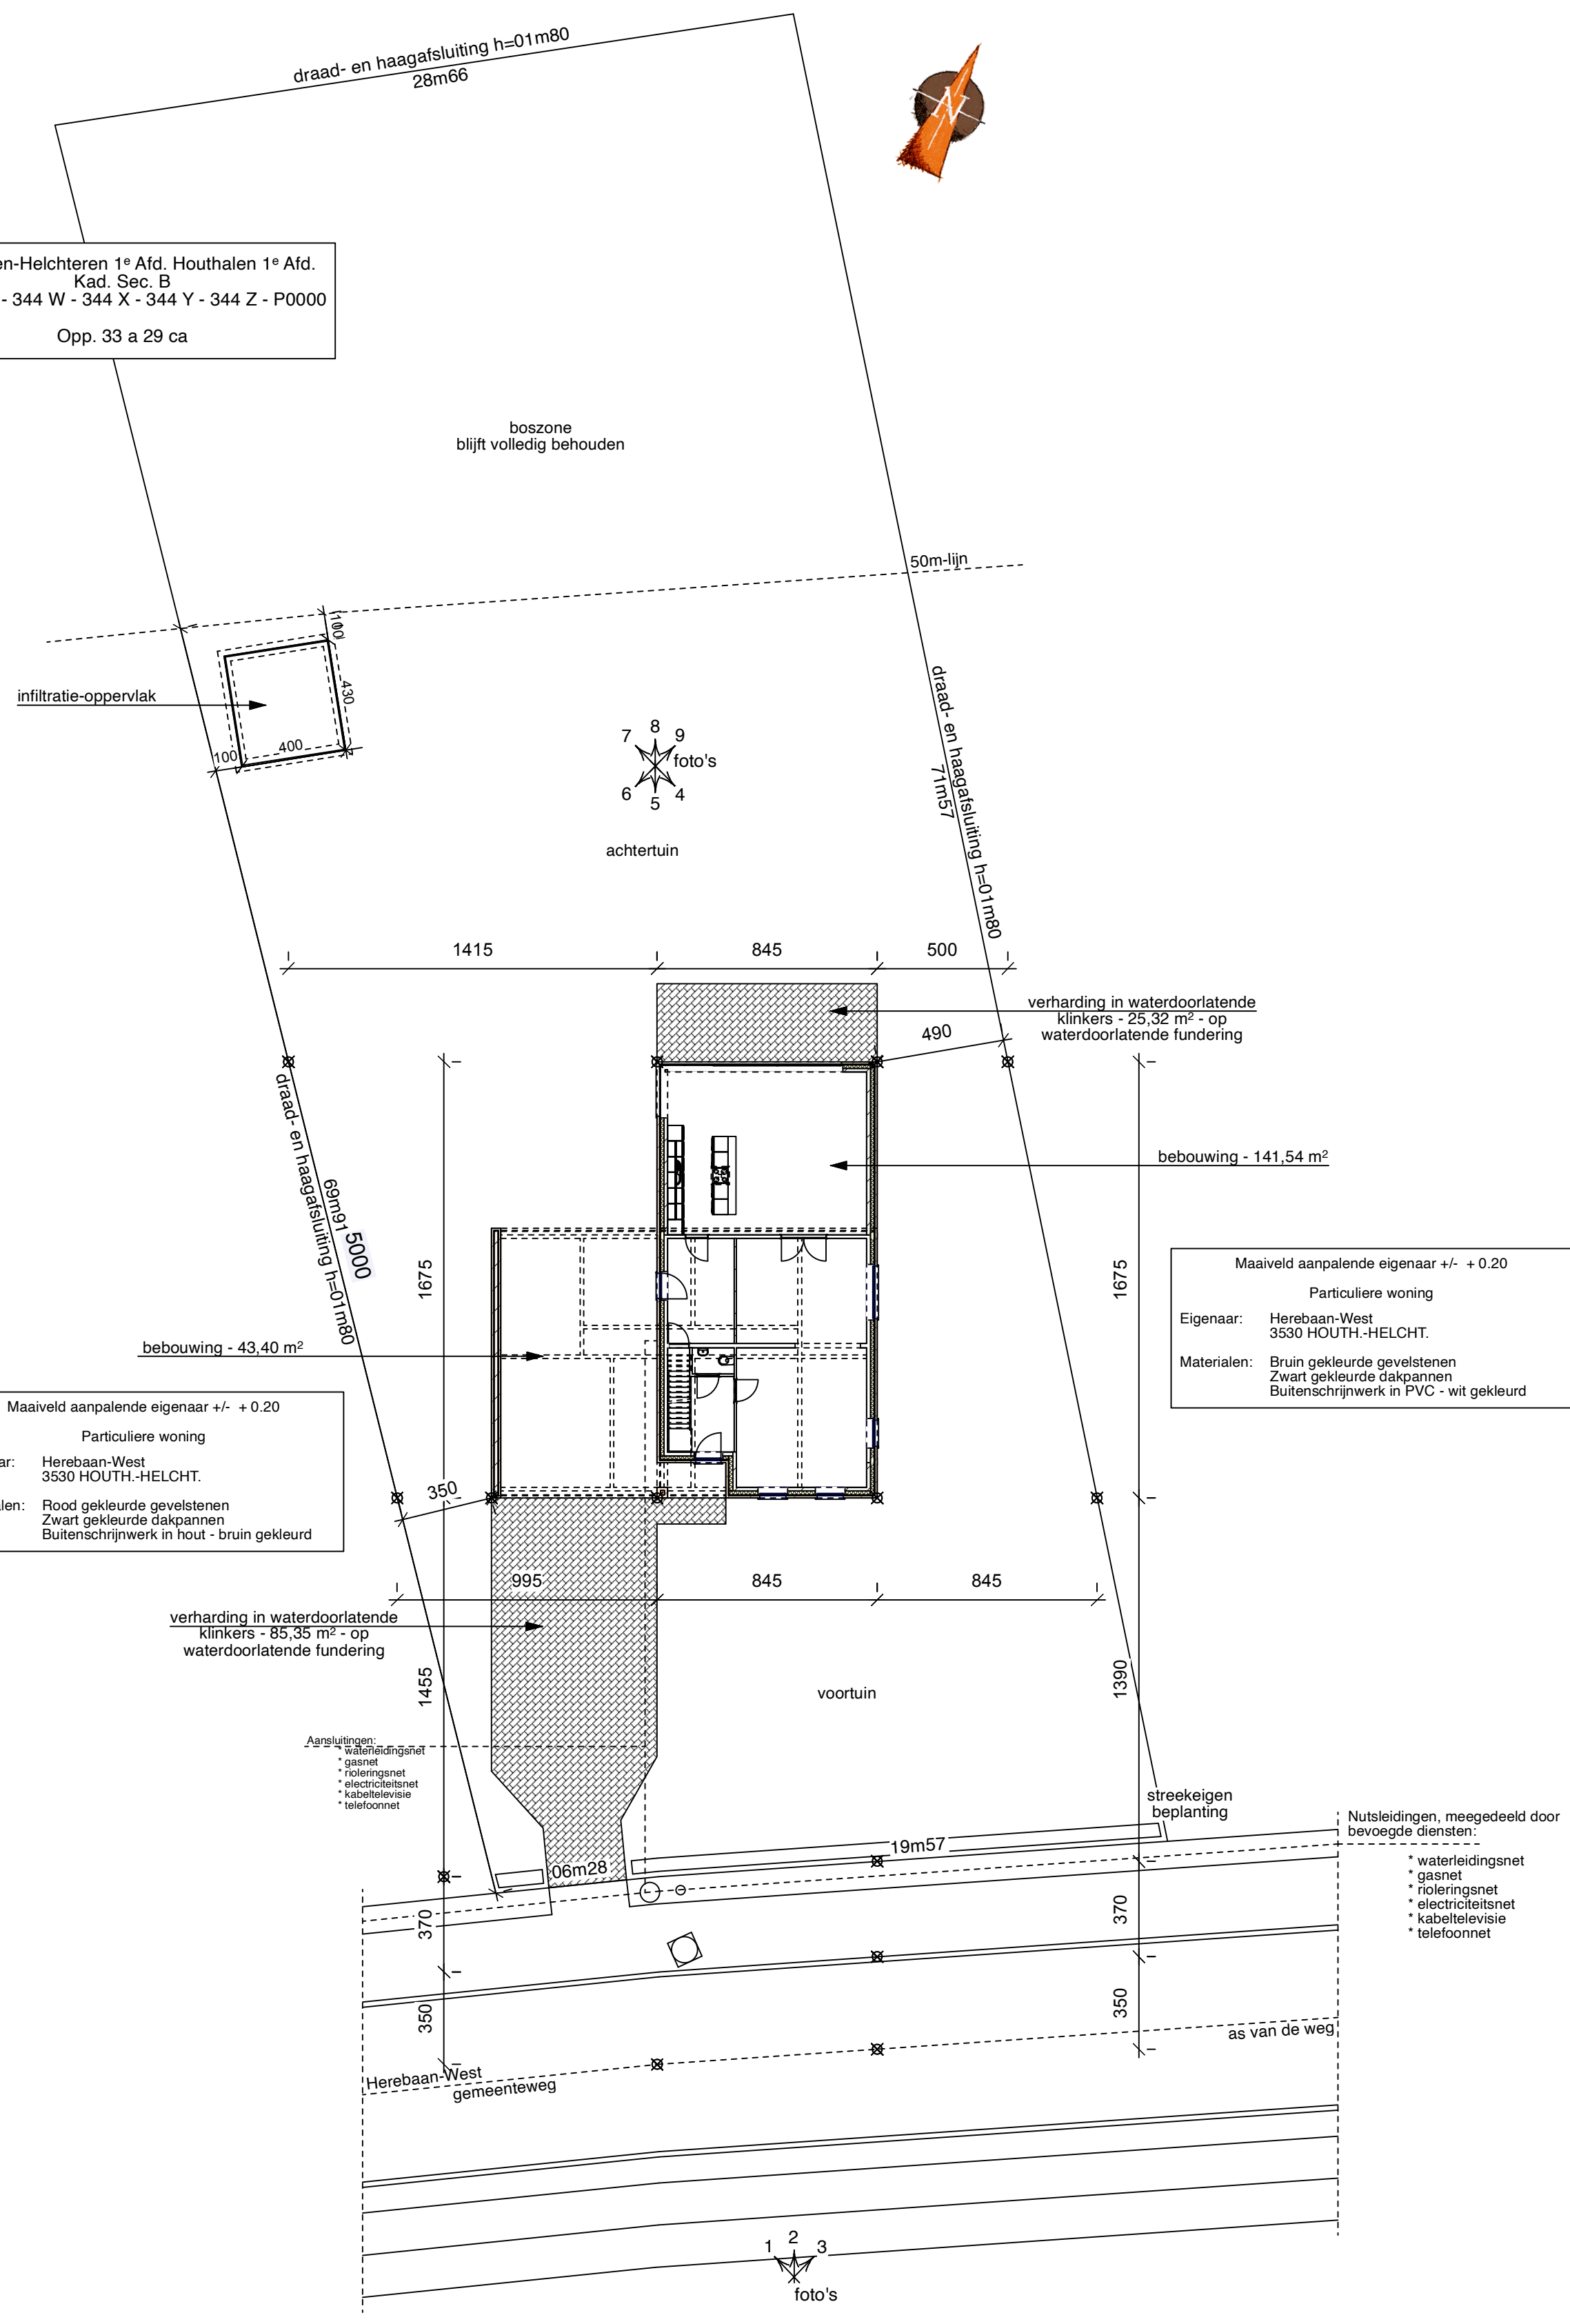 draad- en haagafsluiting h=01m80
28m66
N
en-Helchteren 1e Afd. Houthalen 1e Afd.
Kad. Sec. B
- 344 W - 344 X - 344 Y - 344 Z - P0000
Opp. 33 a 29 ca
boszone
blijft volledig behouden
50m-lijn
100
430
infiltratie-oppervlak
100
400
draad- en haagafsluiting h=01m80
71m57
7 8 9
foto's
6 5 4
achtertuin
1415
845
500
verharding in waterdoorlatende
klinkers - 25,32 m² - op
waterdoorlatende fundering
490
draad- en haagafsluiting h=01m80
69m91
5000
1675
bebouwing - 141,54 m²
1675
Maaiveld aanpalende eigenaar +/- + 0.20
Particuliere woning
Eigenaar: Herebaan-West
3530 HOUTH.-HELCHT.
Materialen: Bruin gekleurde gevelstenen
Zwart gekleurde dakpannen
Buitenschrijnwerk in PVC - wit gekleurd
bebouwing - 43,40 m²
Maaiveld aanpalende eigenaar +/- + 0.20
Particuliere woning
ar: Herebaan-West
3530 HOUTH.-HELCHT.
len: Rood gekleurde gevelstenen
Zwart gekleurde dakpannen
Buitenschrijnwerk in hout - bruin gekleurd
350
995
845
845
verharding in waterdoorlatende
klinkers - 85,35 m² - op
waterdoorlatende fundering
1455
1390
voortuin
Aansluitingen:
* waterleidingsnet
* gasnet
* rioleringsnet
* electriciteitsnet
* kabeltelevisie
* telefoonnet
streekeigen
beplanting
Nutsleidingen, meegedeeld door
bevoegde diensten:
* waterleidingsnet
* gasnet
* rioleringsnet
* electriciteitsnet
* kabeltelevisie
* telefoonnet
19m57
06m28
370
370
350
350
as van de weg
Herebaan-West
gemeenteweg
1 2 3
foto's